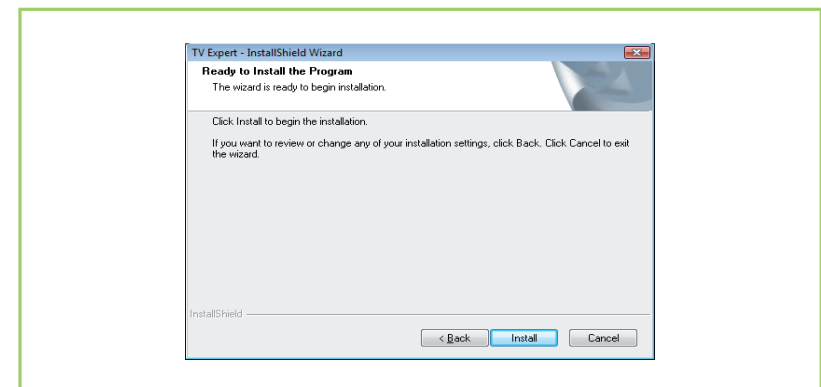 TV Expert - InstallShield Wizard
Ready to Install the Program
The wizard is ready to begin installation.
Click Install to begin the installation.
If you want to review or change any of your installation settings, click Back. Click Cancel to exit
the wizard.
InstallShield
< Back Install Cancel